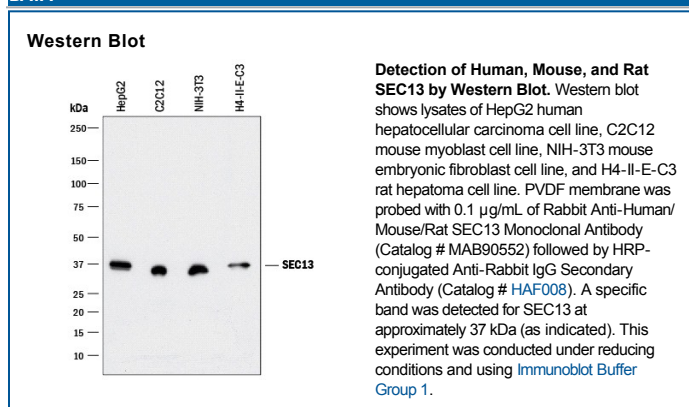 Western Blot
HepG2
C2C12
NIH-3T3
H4-II-E-C3
kDa
250
150
100
75
50
37
25
20
15
10
SEC13
Detection of Human, Mouse, and Rat
SEC13 by Western Blot. Western blot
shows lysates of HepG2 human
hepatocellular carcinoma cell line, C2C12
mouse myoblast cell line, NIH-3T3 mouse
embryonic fibroblast cell line, and H4-II-E-C3
rat hepatoma cell line. PVDF membrane was
probed with 0.1 µg/mL of Rabbit Anti-Human/
Mouse/Rat SEC13 Monoclonal Antibody
(Catalog # MAB90552) followed by HRP-
conjugated Anti-Rabbit IgG Secondary
Antibody (Catalog # HAF008). A specific
band was detected for SEC13 at
approximately 37 kDa (as indicated). This
experiment was conducted under reducing
conditions and using Immunoblot Buffer
Group 1.